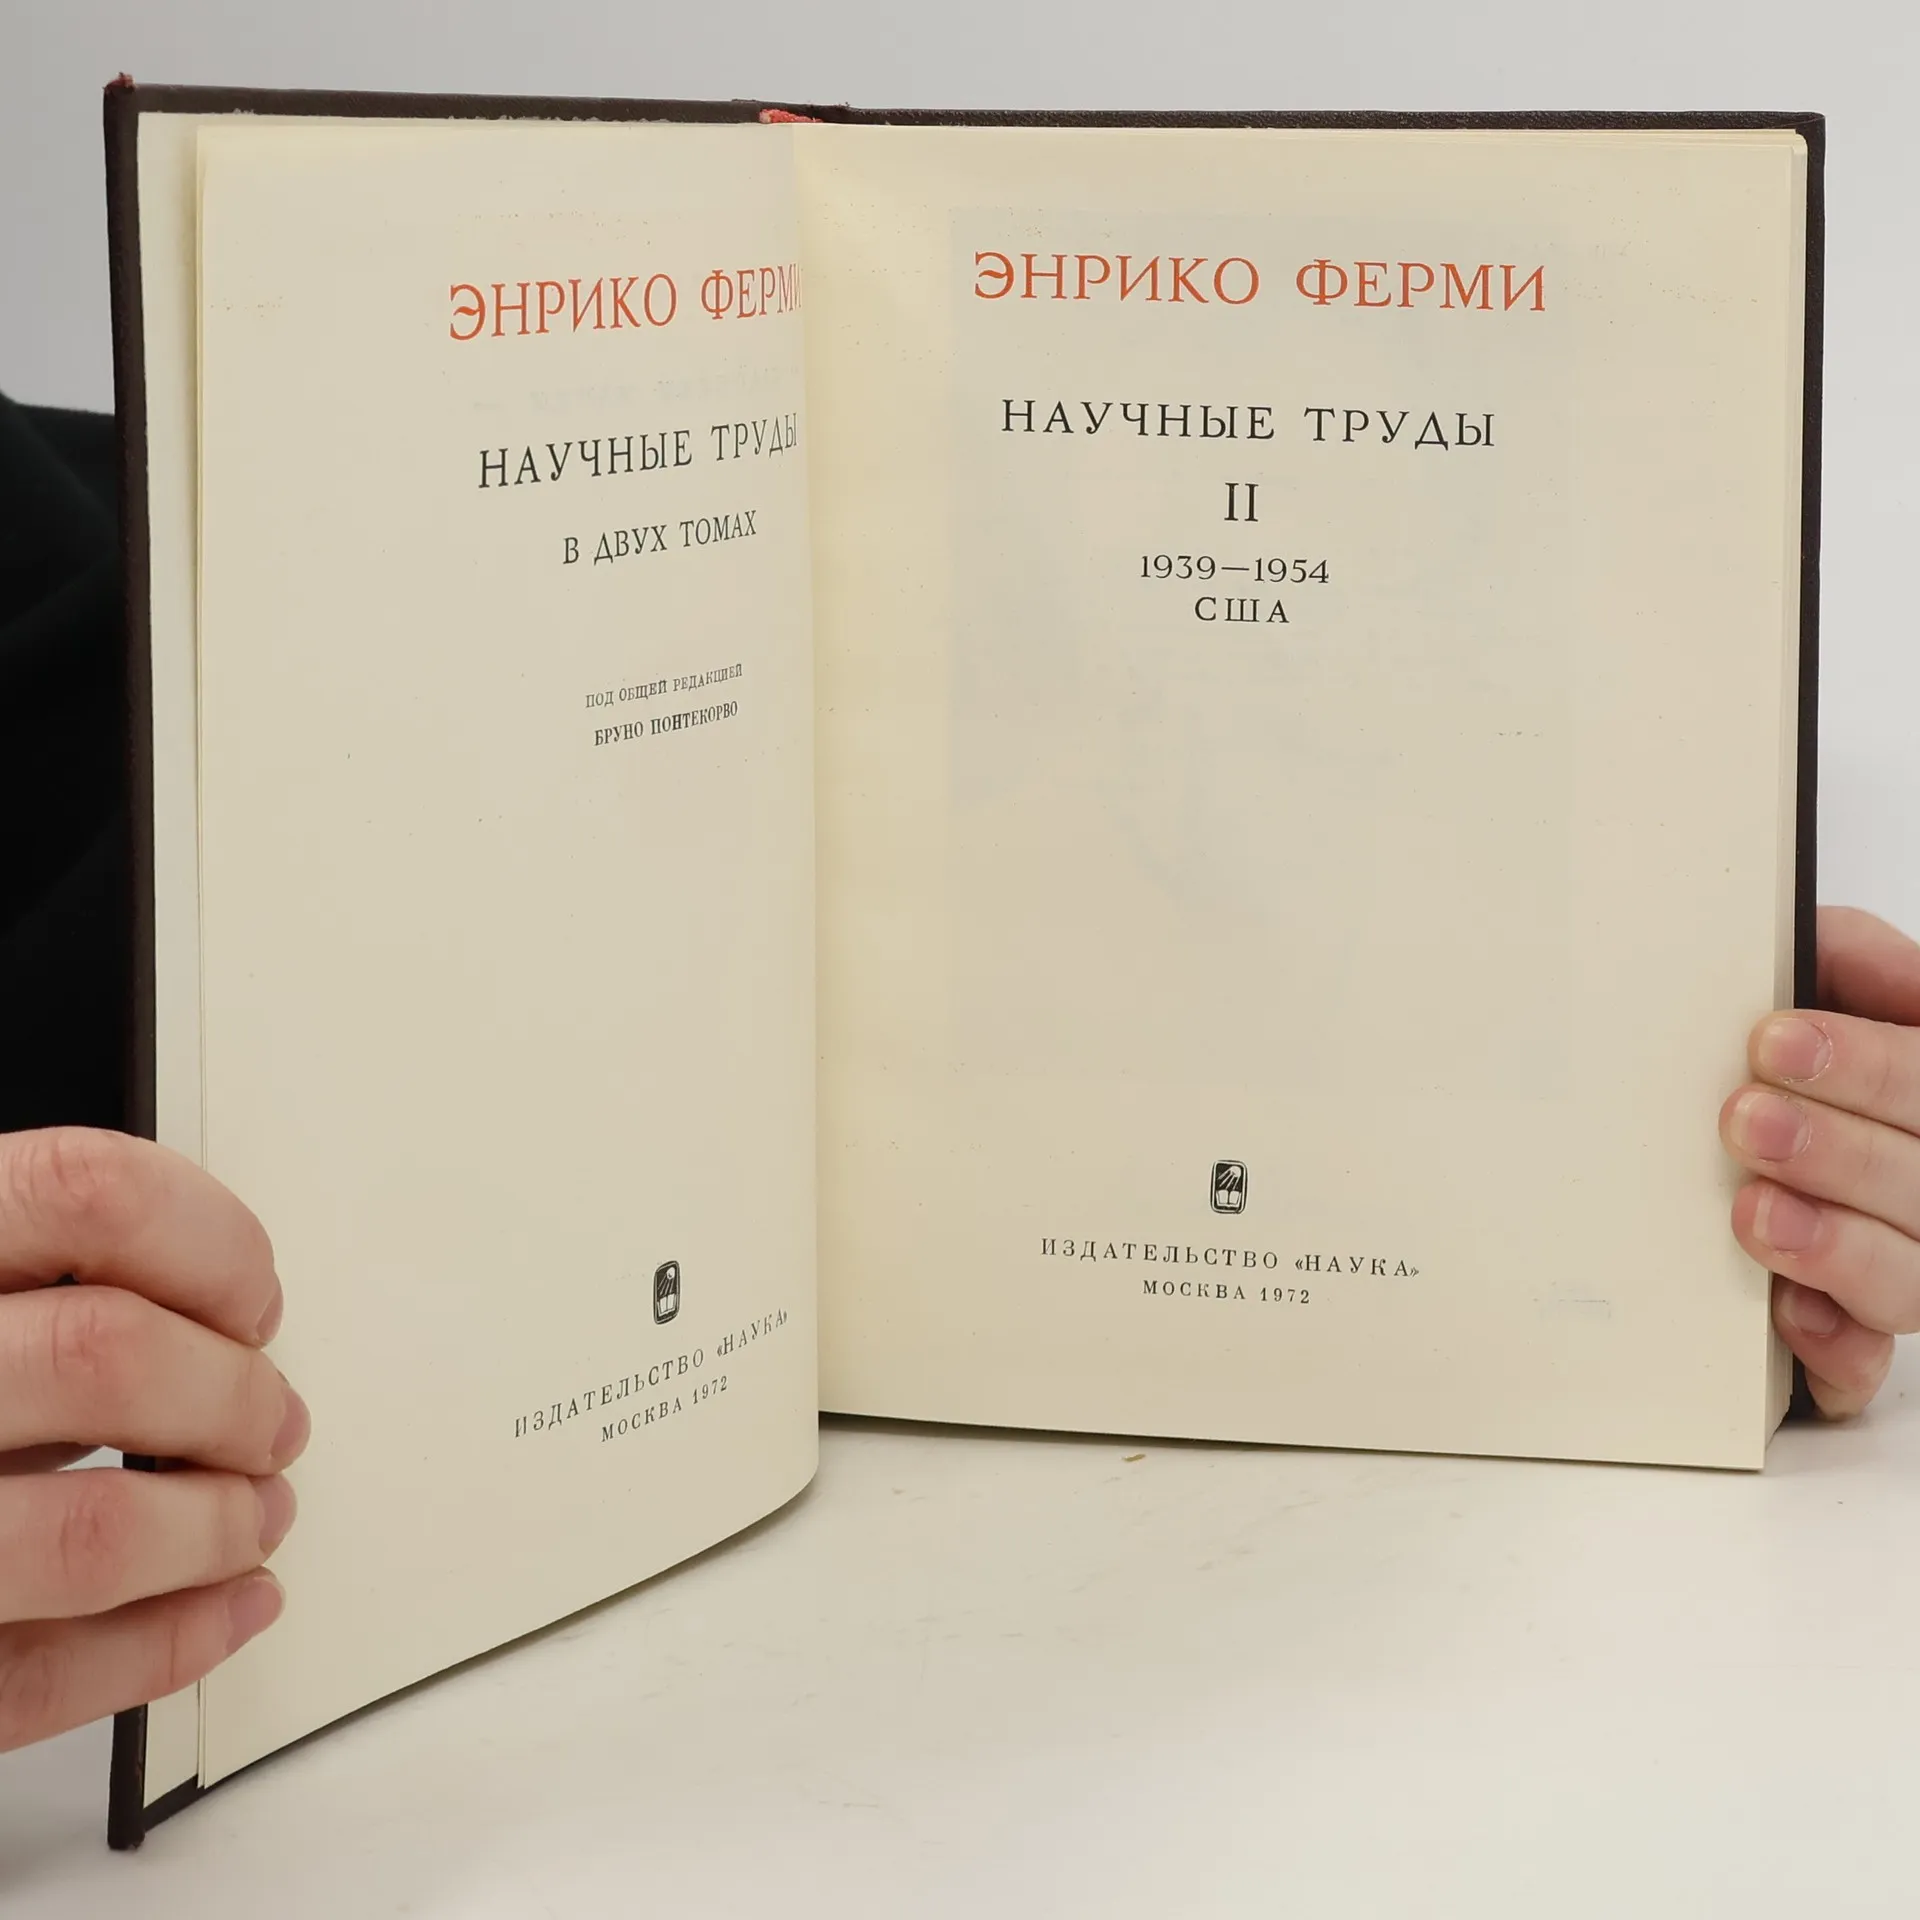 ЭНРИКО ФЕРМИ
НАУЧНЫЕ ТРУДЫ
В ДВУХ ТОМАХ
ПОД ОБЩЕЙ РЕДАКЦИЕЙ
БРУНО ПОНТЕКОРВО
ИЗДАТЕЛЬСТВО «НАУКА»
МОСКВА 1972
ЭНРИКО ФЕРМИ
НАУЧНЫЕ ТРУДЫ
II
1939—1954
США
ИЗДАТЕЛЬСТВО «НАУКА»
МОСКВА 1972